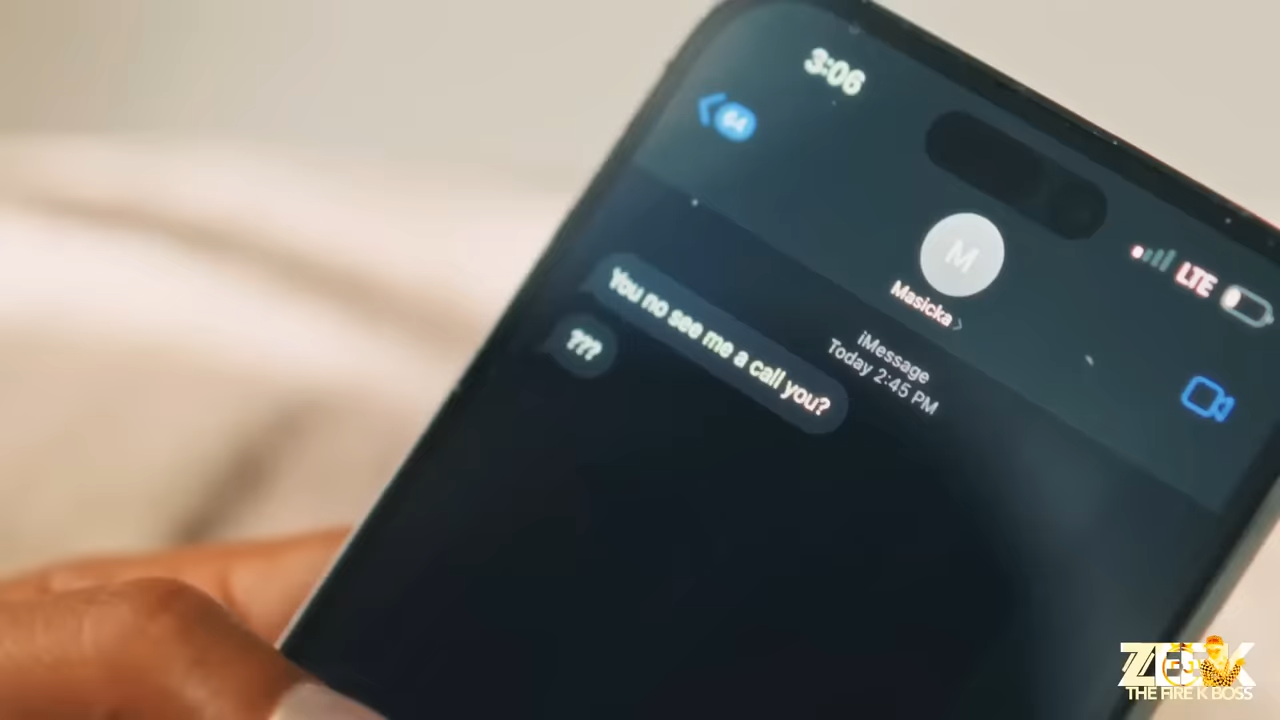 3:06
64
LTE
M
Masicka
iMessage
Today 2:45 PM
You no see me a call you?
???
THE FIRE K BOSS